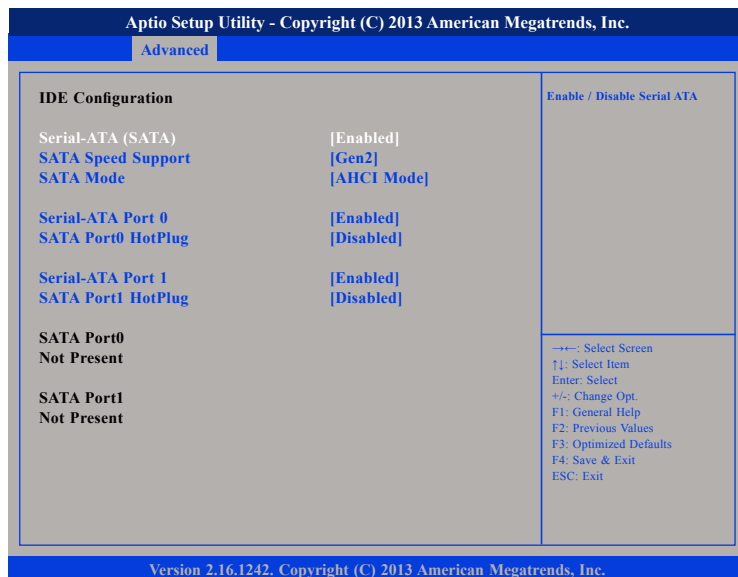 Aptio Setup Utility - Copyright (C) 2013 American Megatrends, Inc.
Advanced
IDE Configuration
Serial-ATA (SATA) [Enabled]
SATA Speed Support [Gen2]
SATA Mode [AHCI Mode]
Serial-ATA Port 0 [Enabled]
SATA Port0 HotPlug [Disabled]
Serial-ATA Port 1 [Enabled]
SATA Port1 HotPlug [Disabled]
SATA Port0
Not Present
SATA Port1
Not Present
Enable / Disable Serial ATA
→←: Select Screen
↑↓: Select Item
Enter: Select
+/-: Change Opt.
F1: General Help
F2: Previous Values
F3: Optimized Defaults
F4: Save & Exit
ESC: Exit
Version 2.16.1242. Copyright (C) 2013 American Megatrends, Inc.